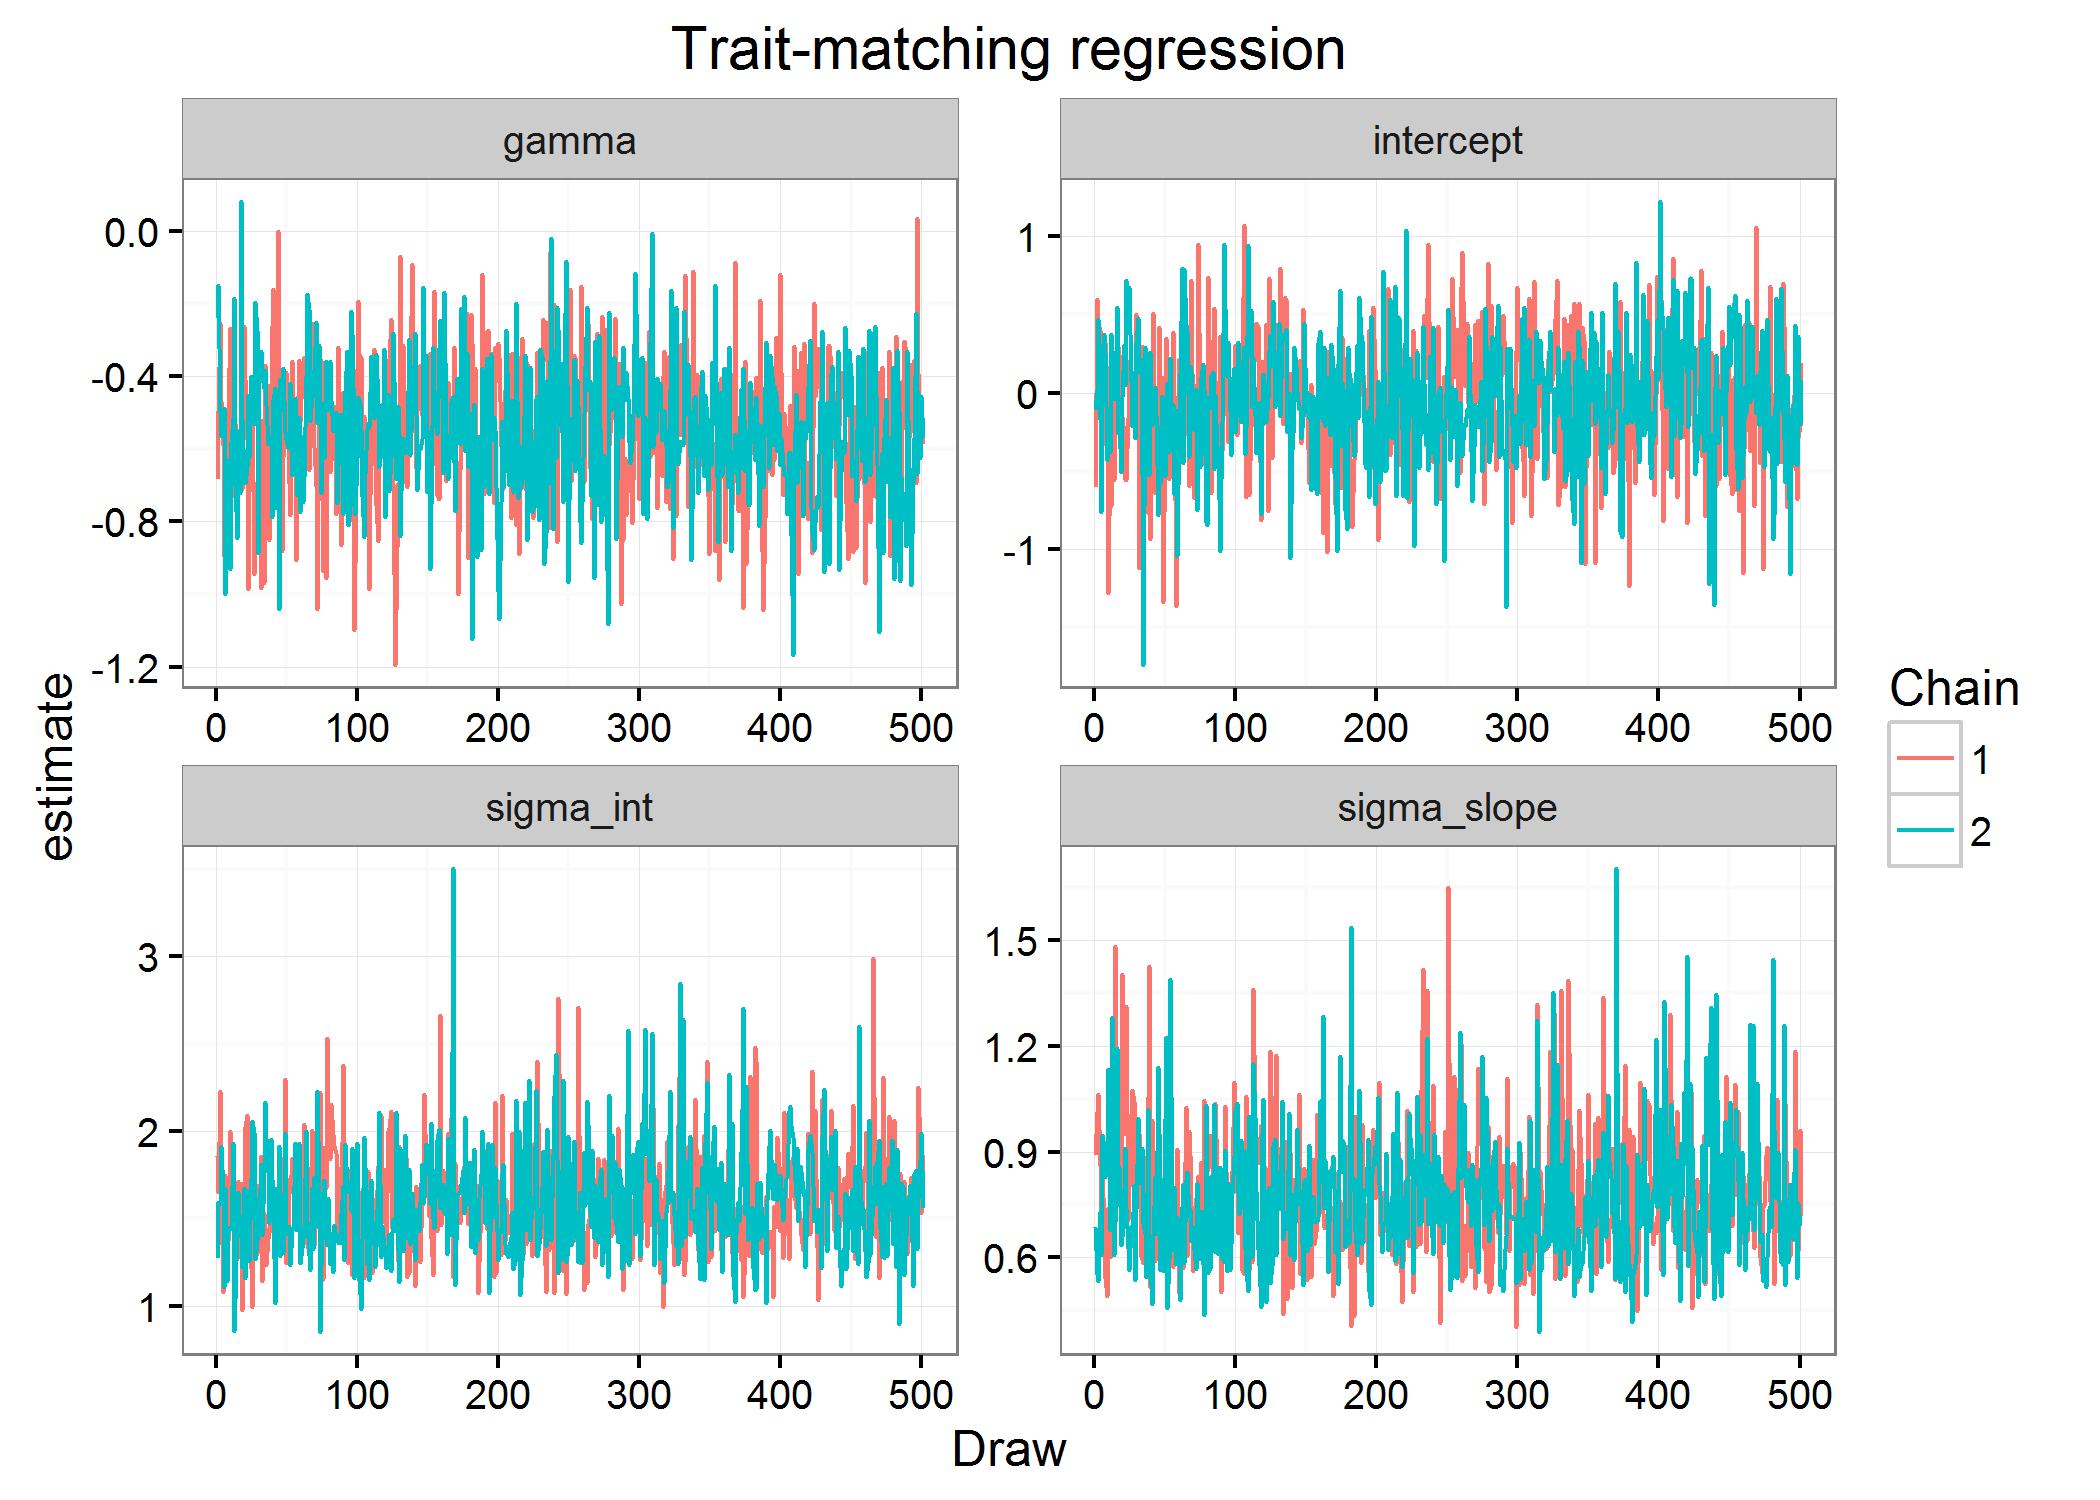 Trait-matching regression
gamma
intercept
0.0
-0.4
-0.8
-1.2
1
0
-1
0 100 200 300 400 500
0 100 200 300 400 500
sigma_int
sigma_slope
3
2
1
1.5
1.2
0.9
0.6
0 100 200 300 400 500
0 100 200 300 400 500
estimate
Draw
Chain
1
2